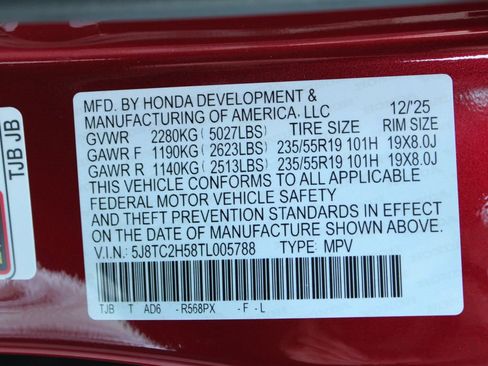 MFD. BY HONDA DEVELOPMENT &
MANUFACTURING OF AMERICA, LLC 12/'25
GVWR 2280KG (5027LBS) TIRE SIZE RIM SIZE
GAWR F 1190KG (2623LBS) 235/55R19 101H 19X8.0J
GAWR R 1140KG (2513LBS) 235/55R19 101H 19X8.0J
THIS VEHICLE CONFORMS TO ALL APPLICABLE
FEDERAL MOTOR VEHICLE SAFETY
AND THEFT PREVENTION STANDARDS IN EFFECT
ON THE DATE OF MANUFACTURE SHOWN ABOVE.
V.I.N.: 5J8TC2H58TL005788 TYPE: MPV
TJB T AD6 -R568PX -F-L
TJB JB